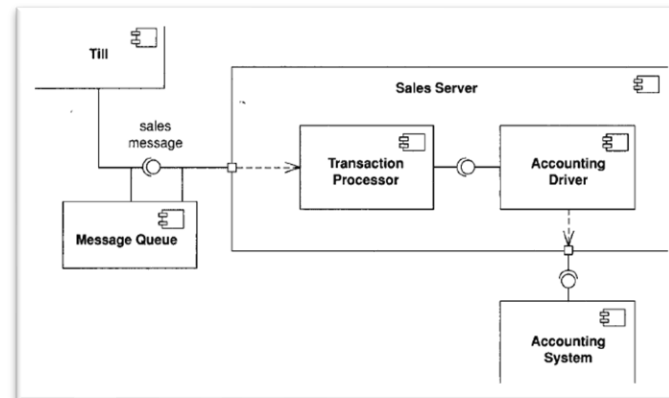 Till
Sales Server
sales
message
Transaction
Processor
Accounting
Driver
Message Queue
Accounting
System